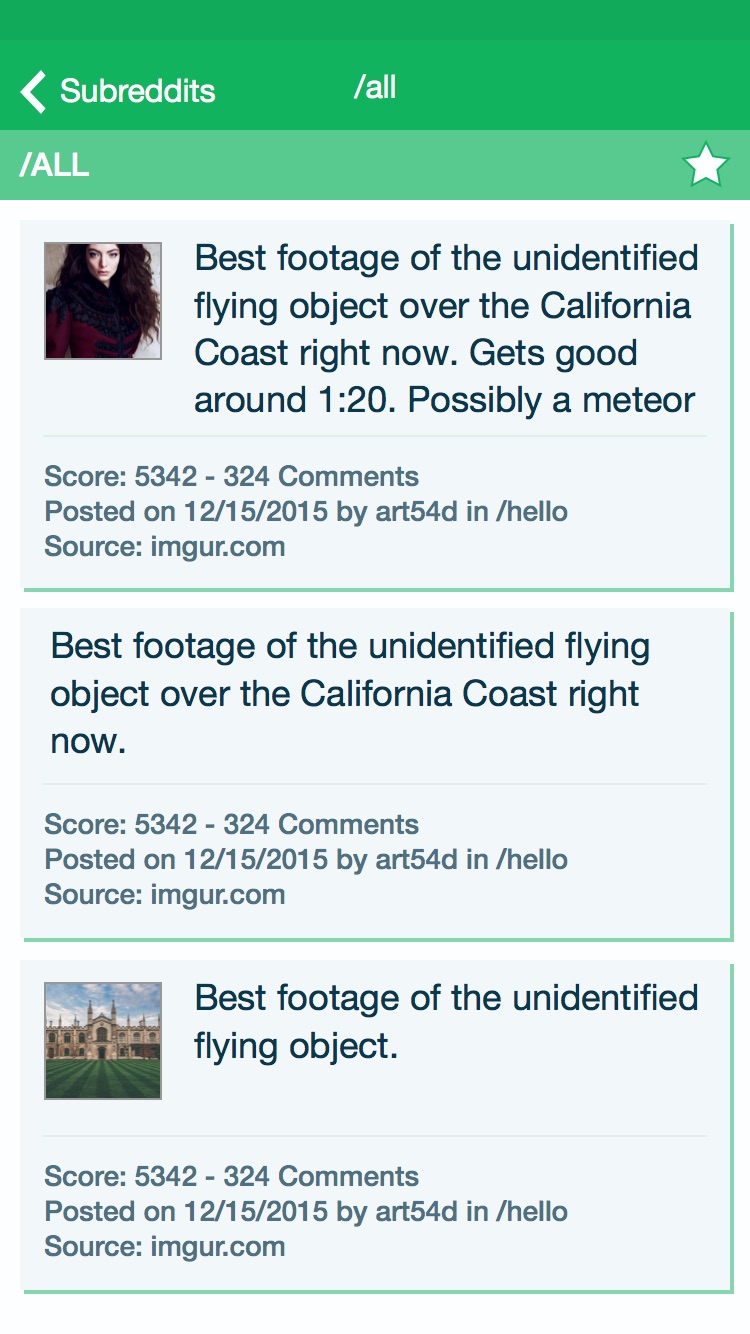 Subreddits
/all
/ALL
Best footage of the unidentified
flying object over the California
Coast right now. Gets good
around 1:20. Possibly a meteor
Score: 5342 - 324 Comments
Posted on 12/15/2015 by art54d in /hello
Source: imgur.com
Best footage of the unidentified flying
object over the California Coast right
now.
Score: 5342 - 324 Comments
Posted on 12/15/2015 by art54d in /hello
Source: imgur.com
Best footage of the unidentified
flying object.
Score: 5342 - 324 Comments
Posted on 12/15/2015 by art54d in /hello
Source: imgur.com